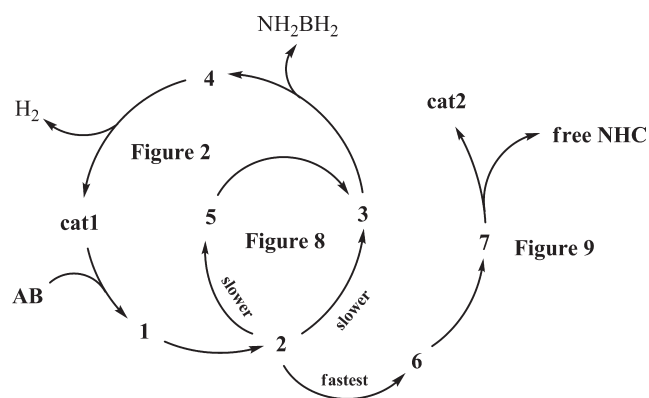 NH₂BH₂
4
H₂
cat2
Figure 2
free NHC
5
3
cat1
Figure 8
7
Figure 9
AB
slower
slower
1
2
6
fastest